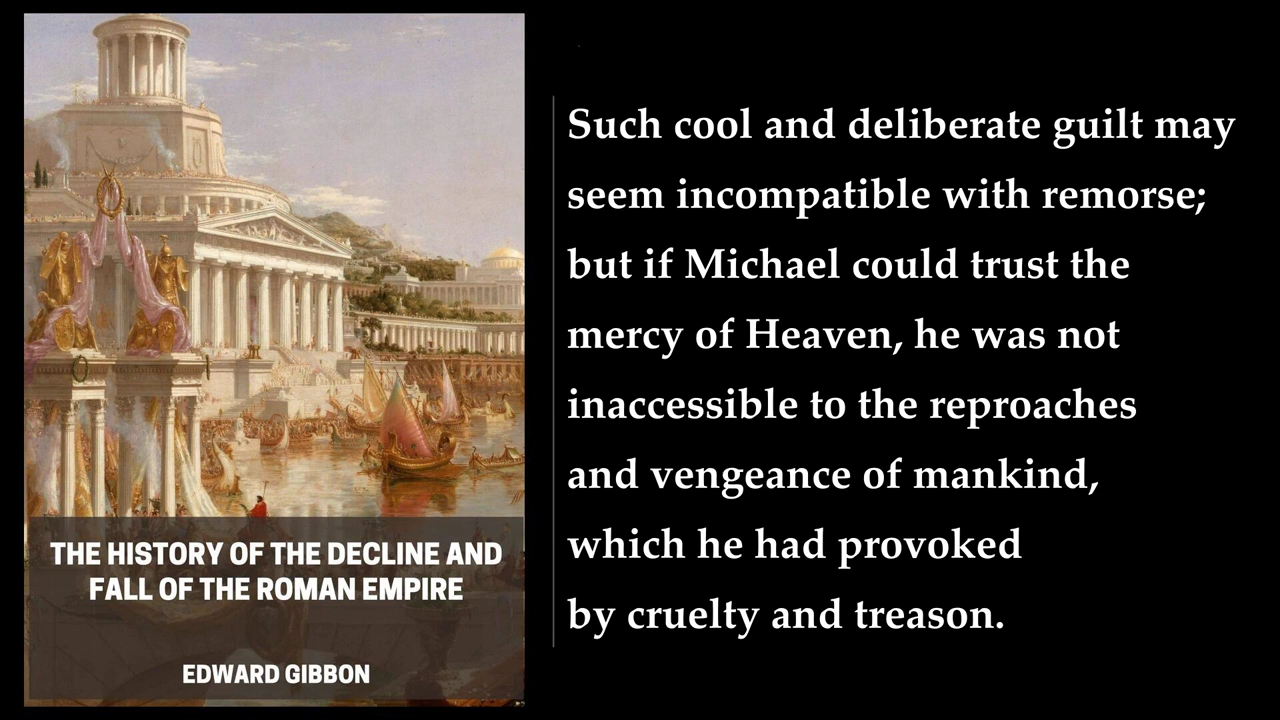 THE HISTORY OF THE DECLINE AND
FALL OF THE ROMAN EMPIRE
EDWARD GIBBON
Such cool and deliberate guilt may
seem incompatible with remorse;
but if Michael could trust the
mercy of Heaven, he was not
inaccessible to the reproaches
and vengeance of mankind,
which he had provoked
by cruelty and treason.